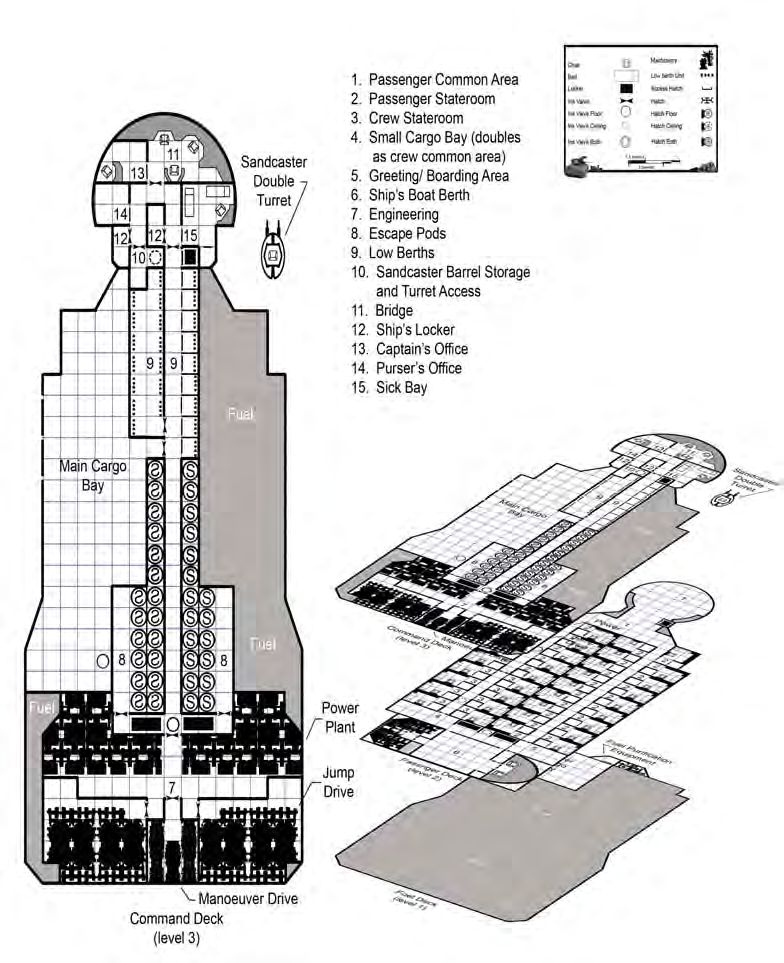 1. Passenger Common Area
2. Passenger Stateroom
3. Crew Stateroom
4. Small Cargo Bay (doubles
as crew common area)
5. Greeting/ Boarding Area
6. Ship's Boat Berth
7. Engineering
8. Escape Pods
9. Low Berths
10. Sandcaster Barrel Storage
and Turret Access
11. Bridge
12. Ship's Locker
13. Captain's Office
14. Purser's Office
15. Sick Bay
Chair
Bed
Locker
Iris Valve
Iris Valve Floor
Iris Valve Ceiling
Iris Valve Both
Machinery
Low Berth Unit
Access Hatch
Hatch
Hatch Floor
Hatch Ceiling
Hatch Both
Sandcaster
Double
Turret
11
13
14
12
12
15
10
9
9
Fuel
Main Cargo
Bay
Fuel
8
8
Fuel
Power
Plant
Jump
Drive
7
Manoeuver Drive
Command Deck
(level 3)
Sandcaster
Double
Turret
Main Cargo
Bay
Command Deck
(level 3)
Power
Passenger Deck
(level 2)
Fuel Purification
Equipment
Fuel Deck
(level 1)